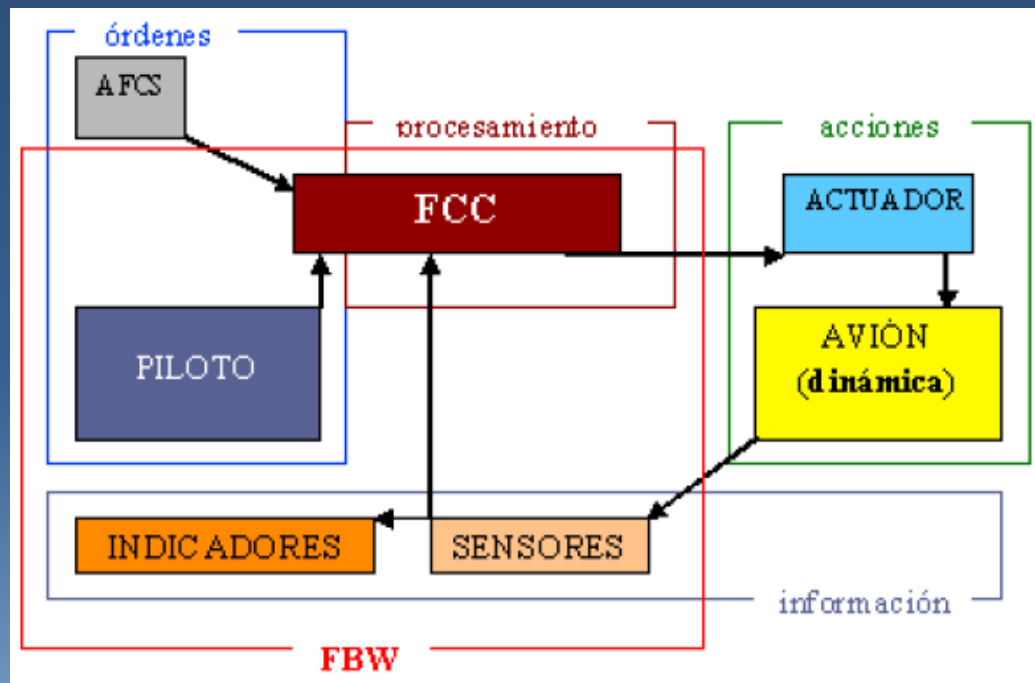 órdenes
AFCS
procesamiento
acciones
FCC
ACTUADOR
PILOTO
AVIÓN
(dinámica)
INDICADORES
SENSORES
información
FBW